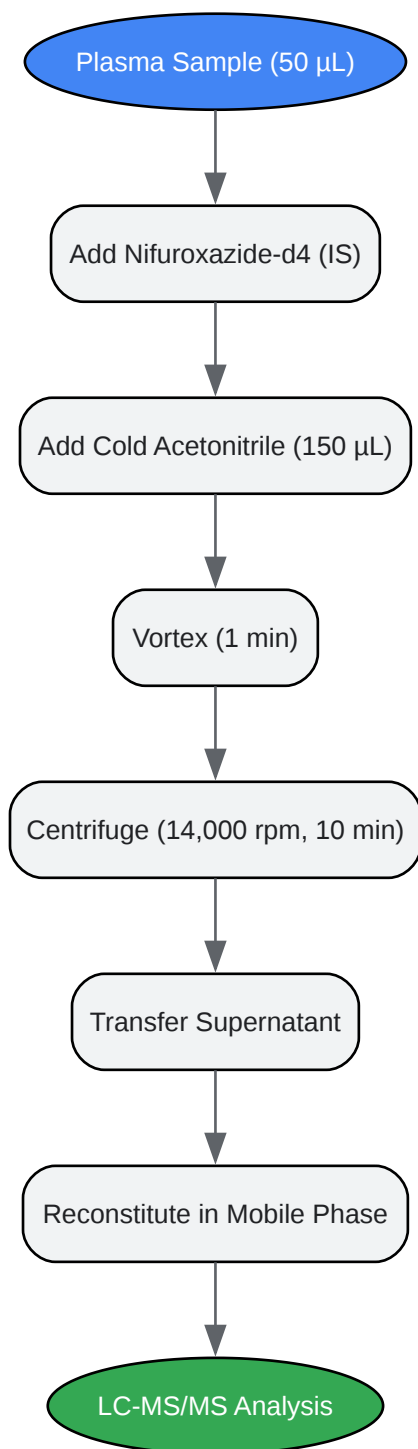 Plasma Sample (50 µL)
Add Nifuroxazide-d4 (IS)
Add Cold Acetonitrile (150 µL)
Vortex (1 min)
Centrifuge (14,000 rpm, 10 min)
Transfer Supernatant
Reconstitute in Mobile Phase
LC-MS/MS Analysis